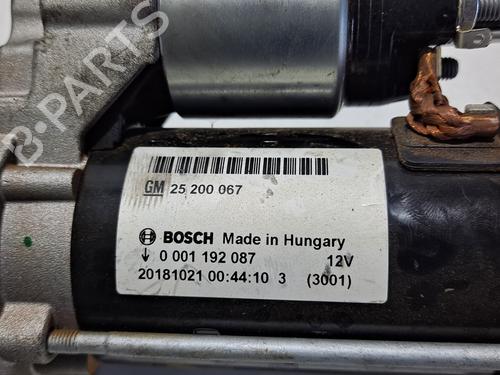 B-PARTS
GM 25 200 067
BOSCH Made in Hungary
0 001 192 087 12V
20181021 00:44:10 3 (3001)